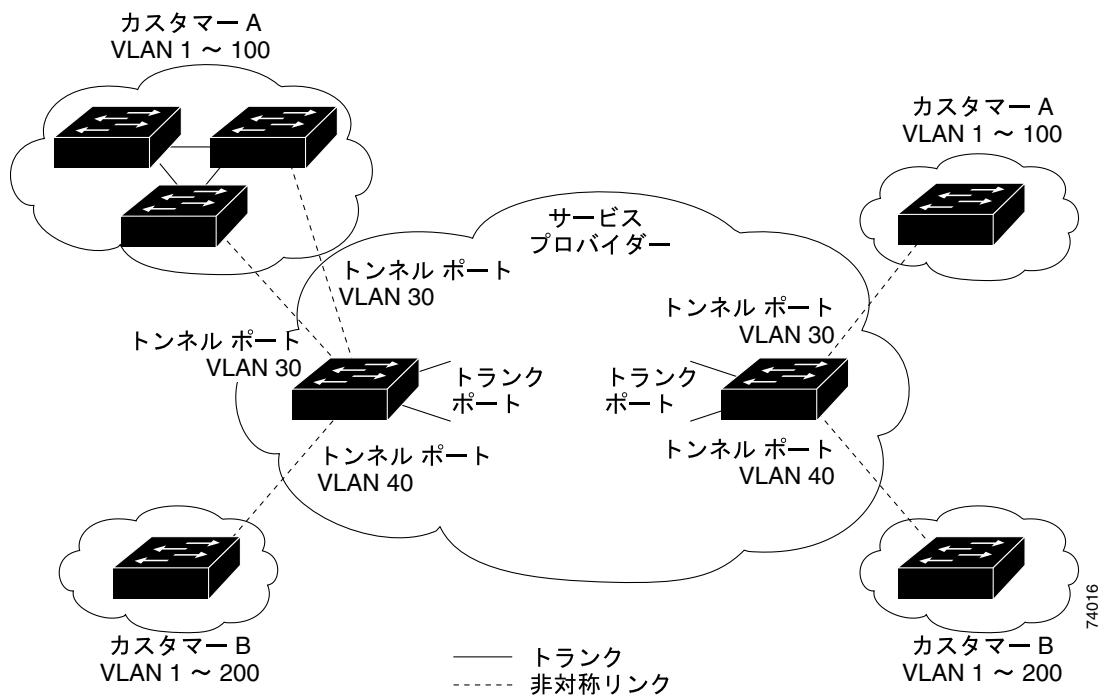 カスタマー A
VLAN 1 ～ 100
カスタマー A
VLAN 1 ～ 100
サービス
プロバイダー
トンネル ポート
VLAN 30
トンネル ポート
VLAN 30
トンネル ポート
VLAN 30
トランク
ポート
トランク
ポート
トンネル ポート
VLAN 40
トンネル ポート
VLAN 40
カスタマー B
VLAN 1 ～ 200
カスタマー B
VLAN 1 ～ 200
74016
トランク
非対称リンク